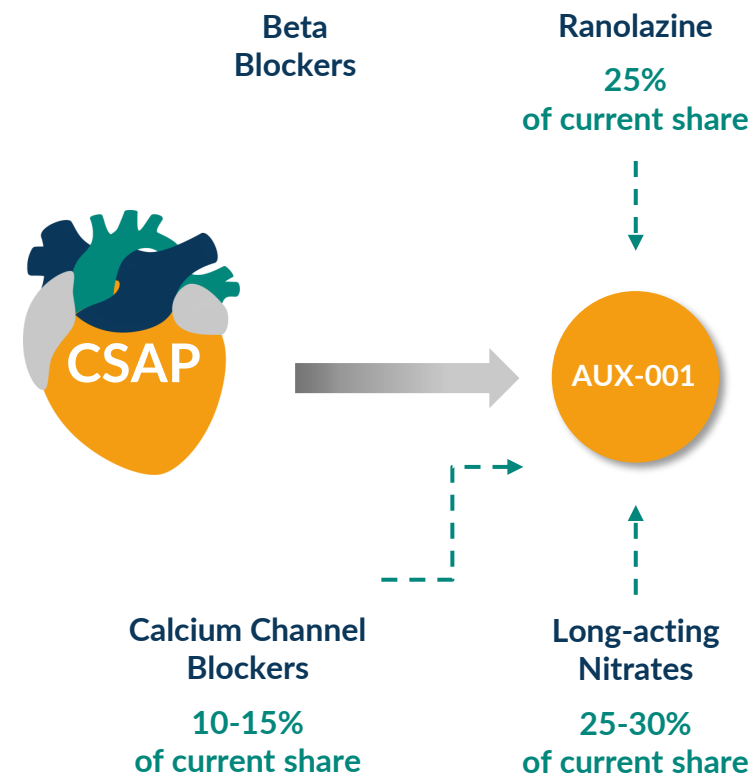 Beta
Blockers
Ranolazine
25%
of current share
CSAP
AUX-001
Calcium Channel
Blockers
10-15%
of current share
Long-acting
Nitrates
25-30%
of current share